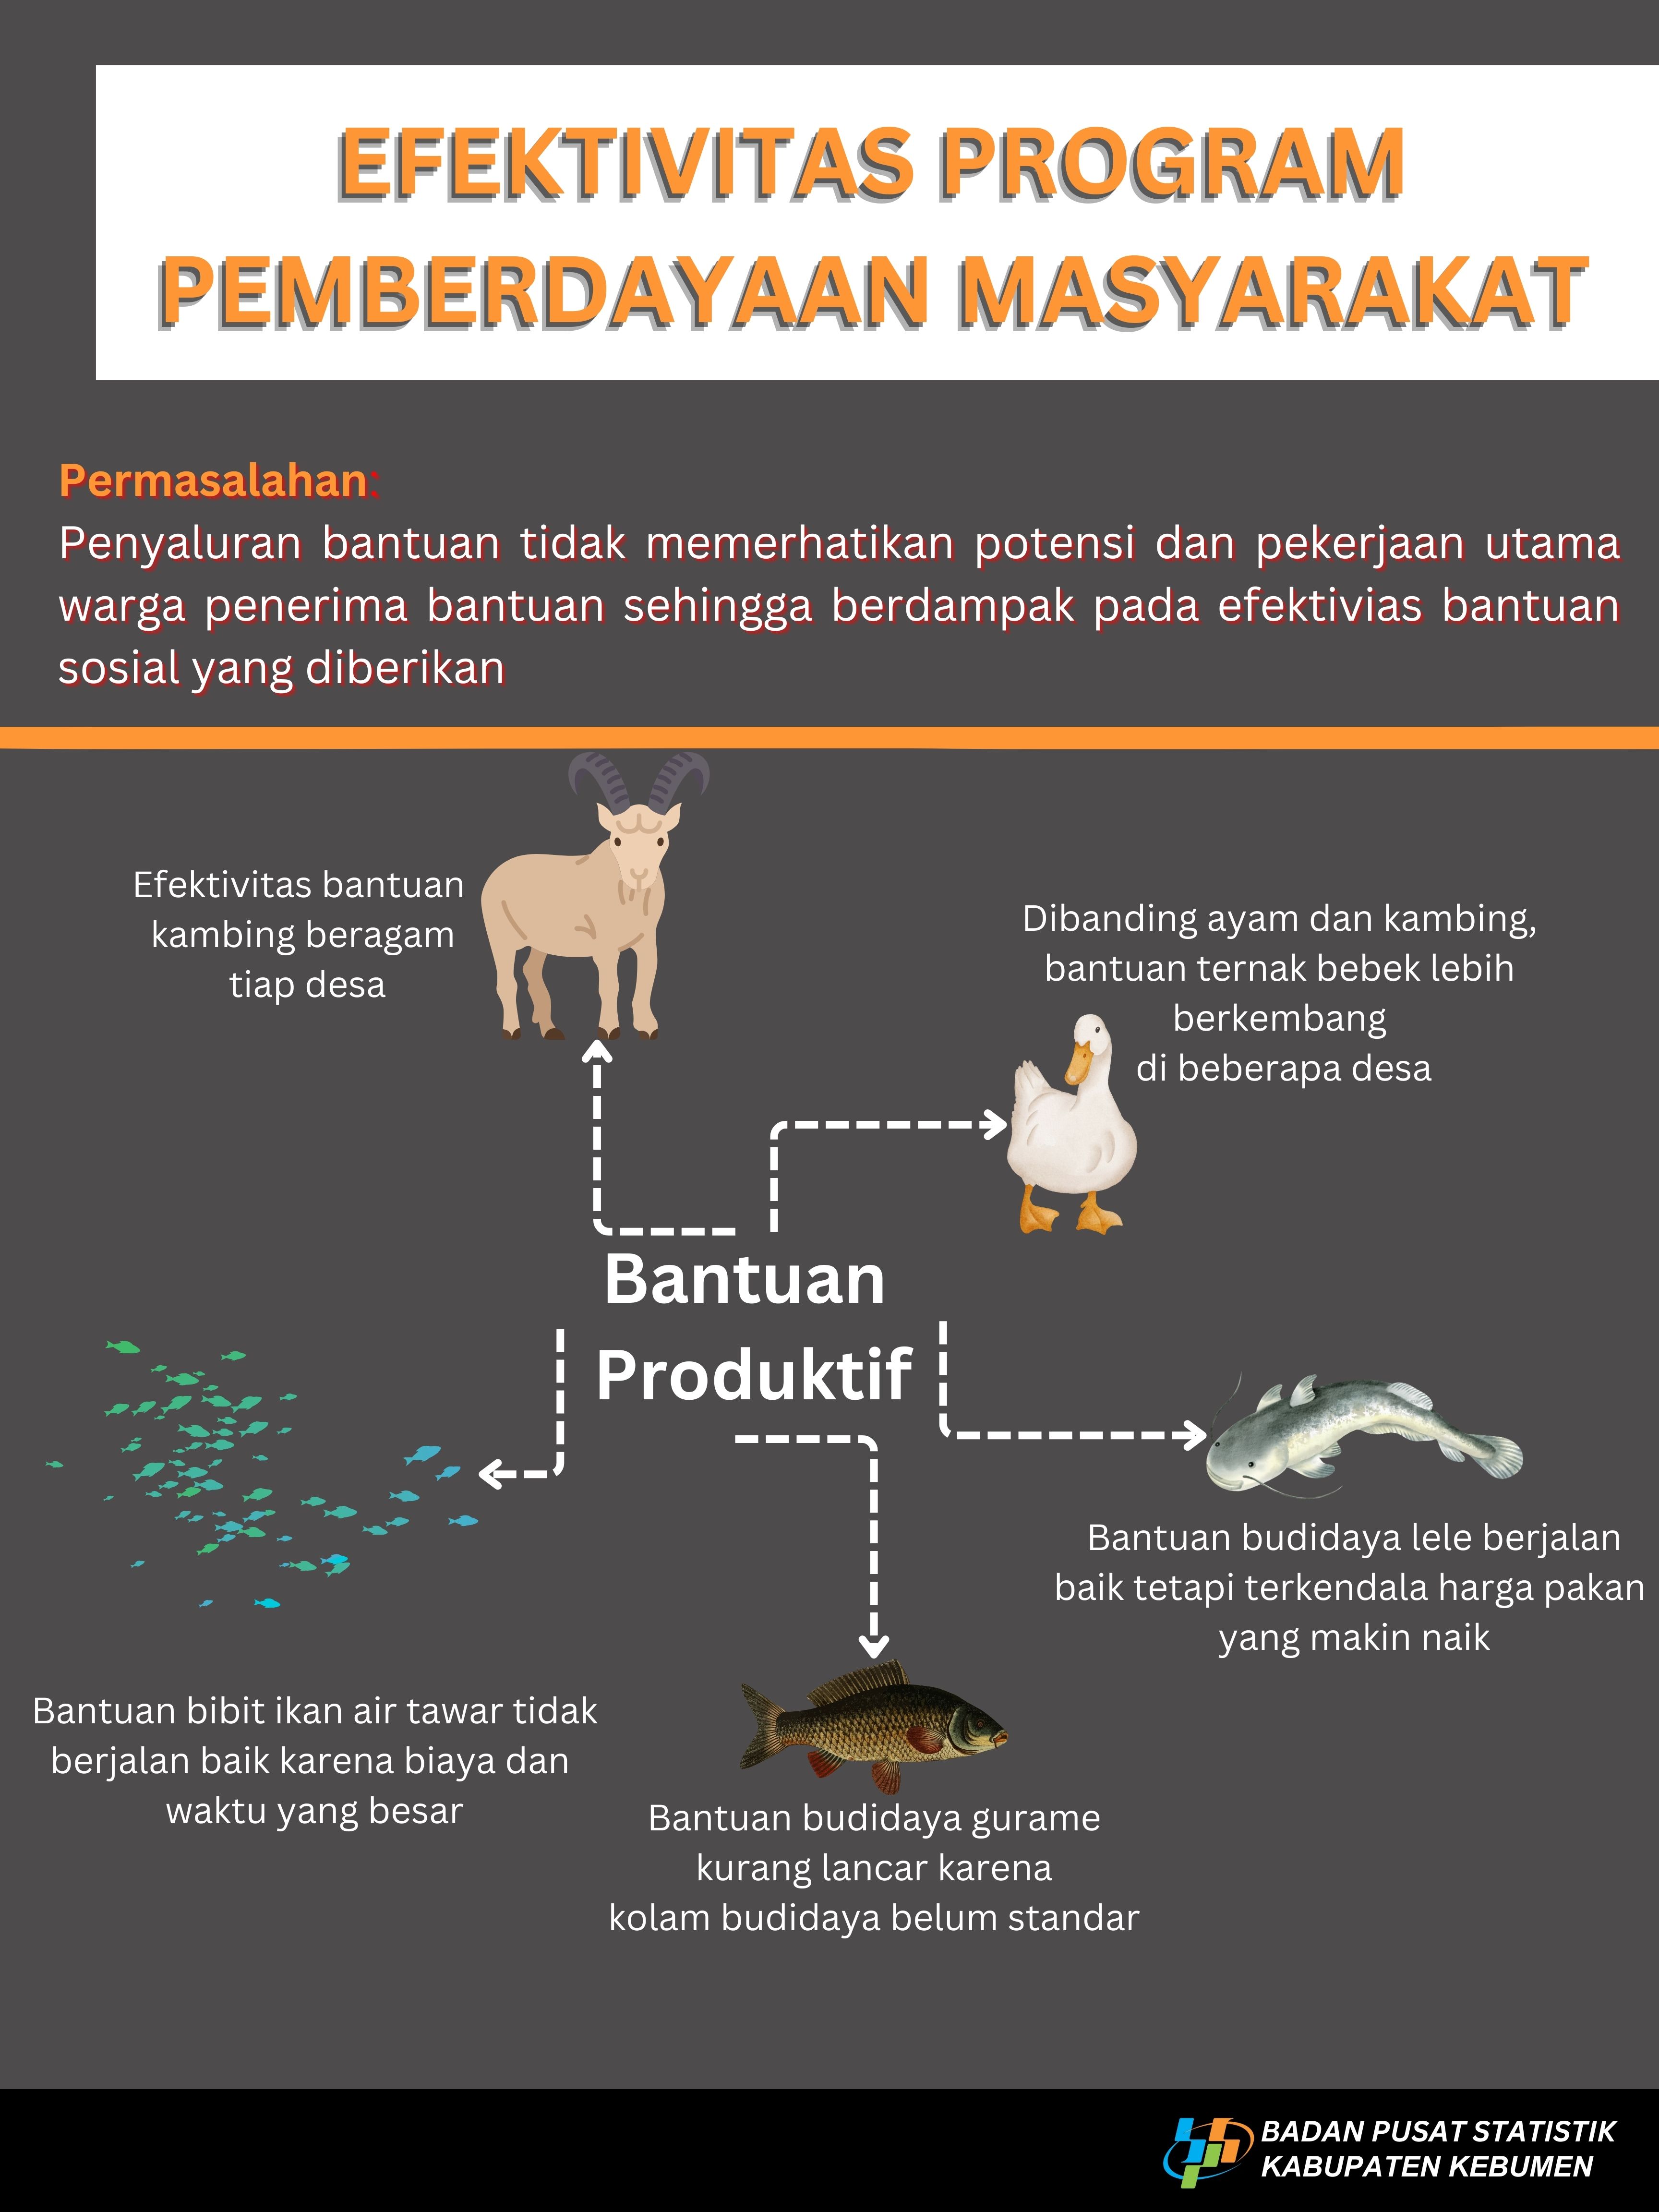 EFEKTIVITAS PROGRAM
PEMBERDAYAAN MASYARAKAT
Permasalahan:
Penyaluran bantuan tidak memerhatikan potensi dan pekerjaan utama
warga penerima bantuan sehingga berdampak pada efektivias bantuan
sosial yang diberikan
Efektivitas bantuan
kambing beragam
tiap desa
Dibanding ayam dan kambing,
bantuan ternak bebek lebih
berkembang
di beberapa desa
Bantuan
Produktif
Bantuan budidaya lele berjalan
baik tetapi terkendala harga pakan
yang makin naik
Bantuan bibit ikan air tawar tidak
berjalan baik karena biaya dan
waktu yang besar
Bantuan budidaya gurame
kurang lancar karena
kolam budidaya belum standar
BADAN PUSAT STATISTIK
KABUPATEN KEBUMEN